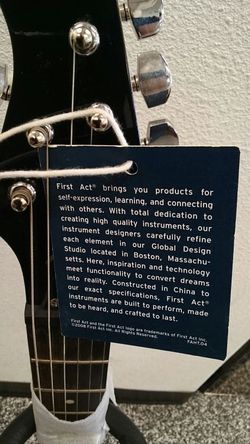 First Act® brings you products for
self-expression, learning, and connecting
with others. With total dedication to
creating high quality instruments, our
instrument designers carefully refine
each element in our Global Design
Studio located in Boston, Massachu-
setts. Here, inspiration and technology
meet functionality to convert dreams
into reality. Constructed in China to
our exact specifications, First Act®
instruments are built to perform, made
to be heard, and crafted to last.
First Act and the First Act logo are trademarks of First Act Inc.
©2008 First Act Inc. All Rights Reserved.
FAHT.04